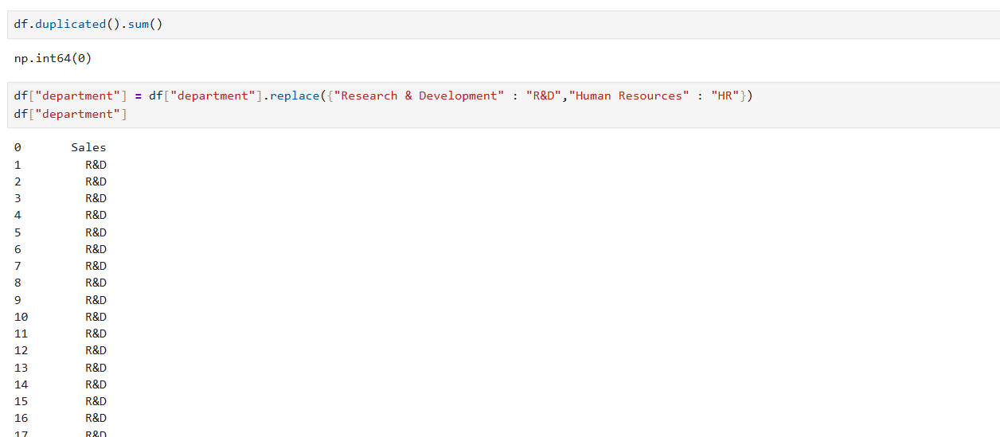 df.duplicated().sum()
np.int64(0)
df["department"] = df["department"].replace({"Research & Development" : "R&D","Human Resources" : "HR"})
df["department"]
0 Sales
1 R&D
2 R&D
3 R&D
4 R&D
5 R&D
6 R&D
7 R&D
8 R&D
9 R&D
10 R&D
11 R&D
12 R&D
13 R&D
14 R&D
15 R&D
16 R&D
17 R&D